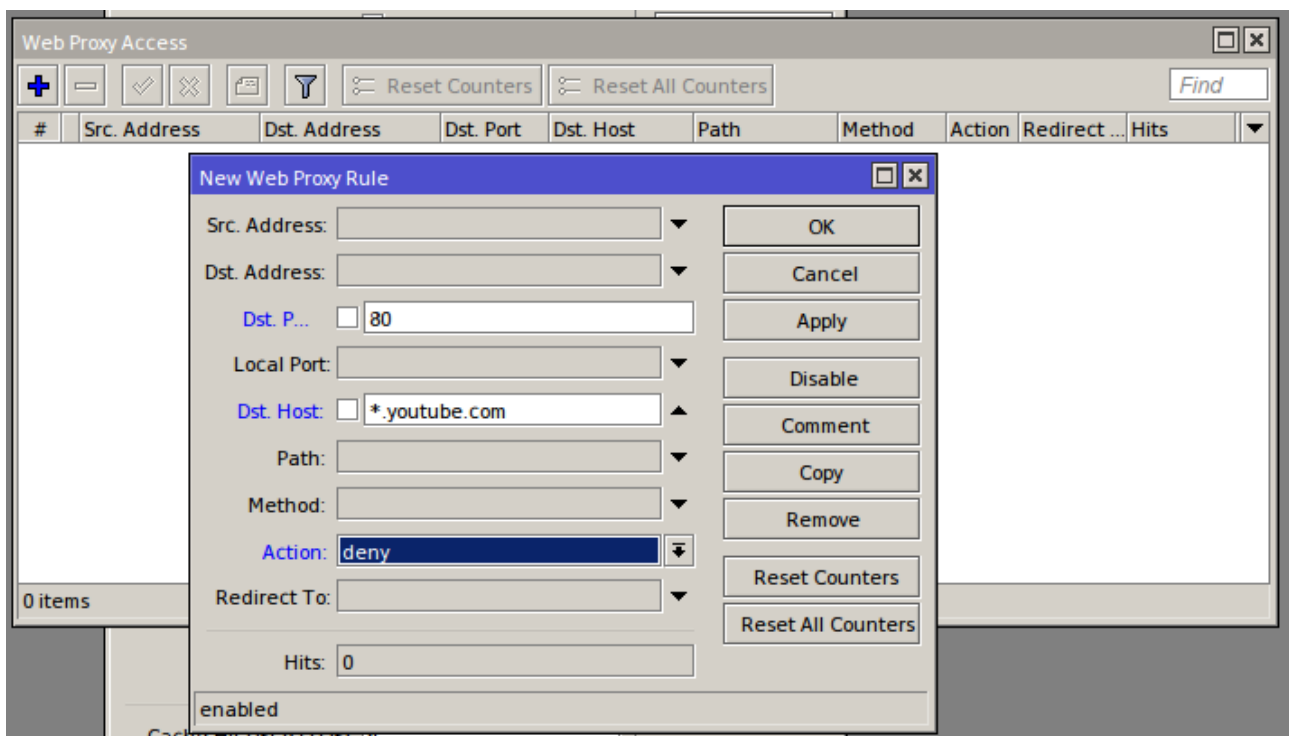 Web Proxy Access
Reset Counters Reset All Counters Find
# Src. Address Dst. Address Dst. Port Dst. Host Path Method Action Redirect ... Hits
New Web Proxy Rule
Src. Address: OK
Dst. Address: Cancel
Dst. P... 80 Apply
Local Port: Disable
Dst. Host: *.youtube.com Comment
Path: Copy
Method: Remove
Action: deny
Reset Counters
0 items Redirect To:
Reset All Counters
Hits: 0
enabled